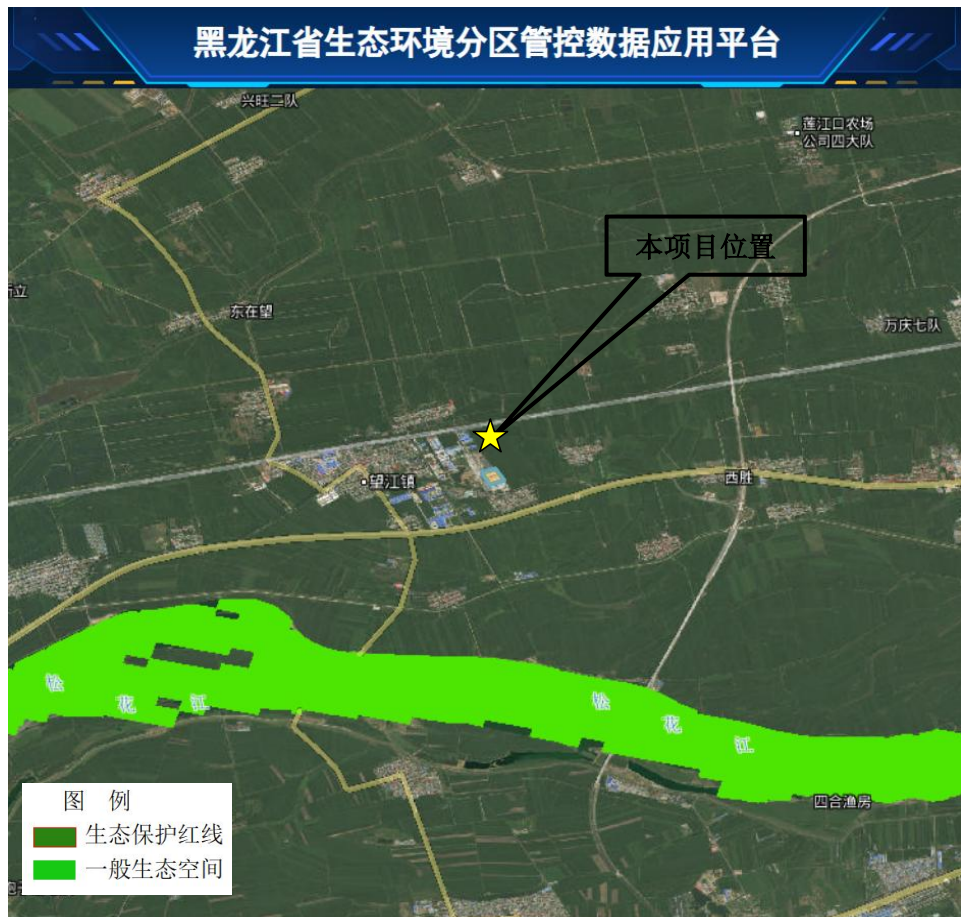 黑龙江省生态环境分区管控数据应用平台
兴旺二队
莲江口农场
公司四大队
本项目位置
东在望
万庆七队
望江镇
西胜
松花江
松花江
四合渔房
图 例
生态保护红线
一般生态空间